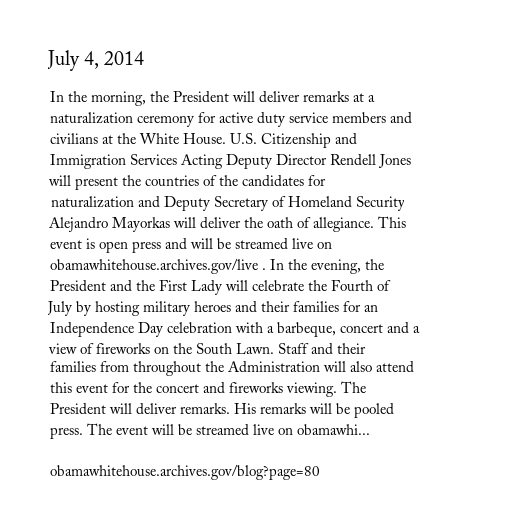 July 4, 2014
In the morning, the President will deliver remarks at a
naturalization ceremony for active duty service members and
civilians at the White House. U.S. Citizenship and
Immigration Services Acting Deputy Director Rendell Jones
will present the countries of the candidates for
naturalization and Deputy Secretary of Homeland Security
Alejandro Mayorkas will deliver the oath of allegiance. This
event is open press and will be streamed live on
obamawhitehouse.archives.gov/live . In the evening, the
President and the First Lady will celebrate the Fourth of
July by hosting military heroes and their families for an
Independence Day celebration with a barbeque, concert and a
view of fireworks on the South Lawn. Staff and their
families from throughout the Administration will also attend
this event for the concert and fireworks viewing. The
President will deliver remarks. His remarks will be pooled
press. The event will be streamed live on obamawhi...
obamawhitehouse.archives.gov/blog?page=80